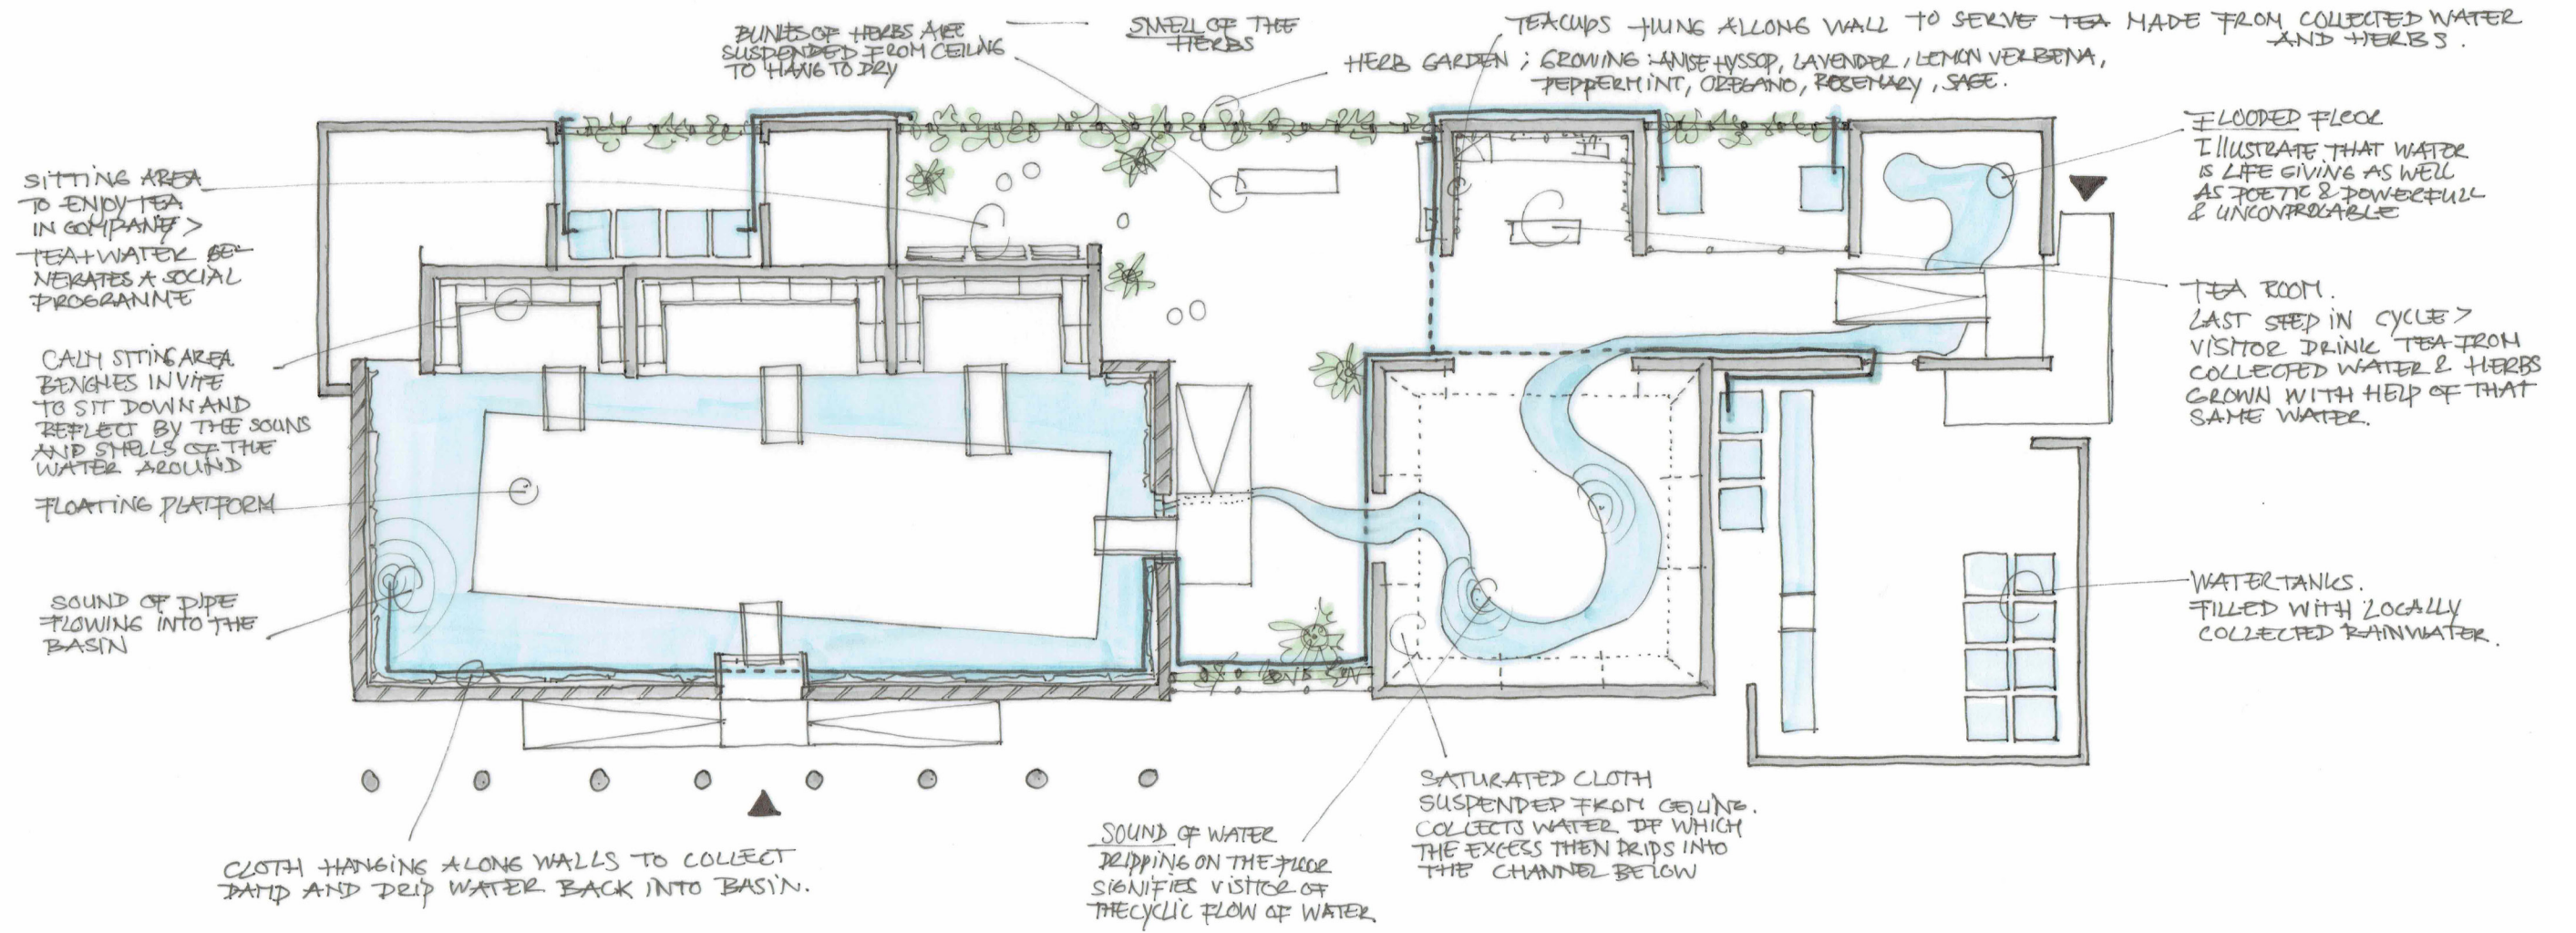 BUNLES OF HERBS ARE
SUSPENDED FROM CEILING
TO HANG TO DRY
SMELL OF THE
HERBS
TEACUPS HUNG ALLONG WALL TO SERVE TEA MADE FROM COLLECTED WATER
AND HERBS.
HERB GARDEN ; GROWING : ANISE HYSSOP, LAVENDER, LEMON VERBENA,
PEPPERMINT, OREGANO, ROSEMARY, SAGE.
FLOODED FLOOR
ILLUSTRATE THAT WATER
IS LIFE GIVING AS WELL
AS POETIC & POWERFULL
& UNCONTROCABLE
SITTING AREA
TO ENJOY TEA
IN COMPANY >
TEA+WATER GE-
NERATES A SOCIAL
PROGRAMME
TEA ROOM.
LAST STEP IN CYCLE >
VISITOR DRINK TEA FROM
COLLECTED WATER & HERBS
GROWN WITH HELP OF THAT
SAME WATER.
CALM SITING AREA
BENCHES INVITE
TO SIT DOWN AND
REFLECT BY THE SOUNS
AND SMELLS OF THE
WATER AROUND
FLOATING PLATFORM
SOUND OF PIPE
FLOWING INTO THE
BASIN
WATERTANKS.
FILLED WITH LOCALLY
COLLECTED RAINWATER.
CLOTH HANGING ALONG WALLS TO COLLECT
DAMP AND DRIP WATER BACK INTO BASIN.
SOUND OF WATER
DRIPPING ON THE FLOOR
SIGNIFIES VISITOR OF
THE CYCLIC FLOW OF WATER
SATURATED CLOTH
SUSPENDED FROM CEILING.
COLLECTS WATER OF WHICH
THE EXCESS THEN DRIPS INTO
THE CHANNEL BELOW